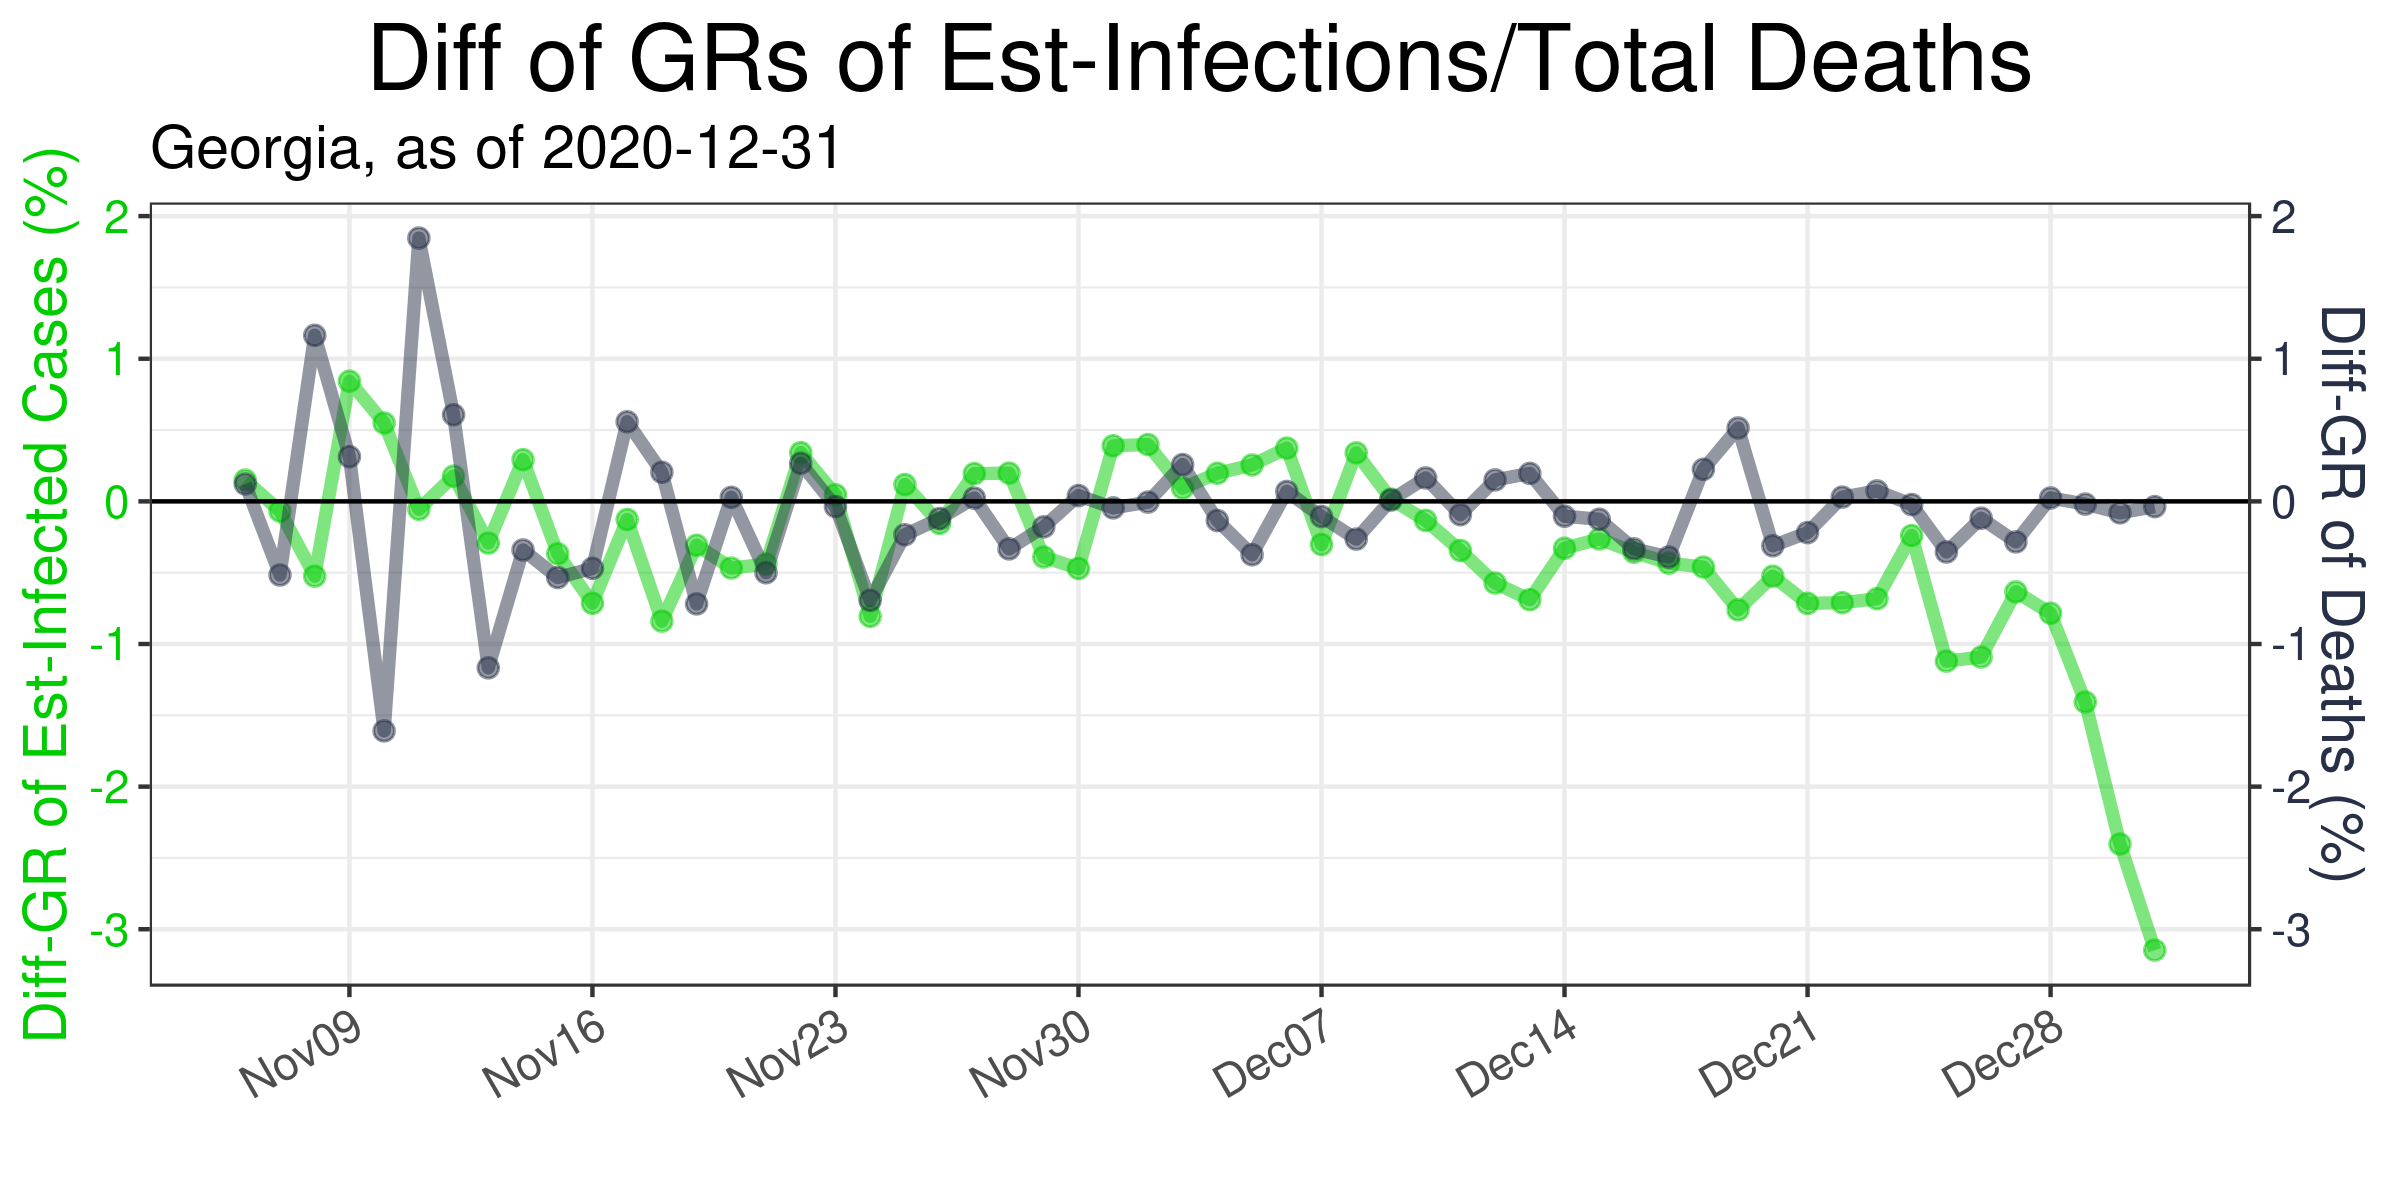 Diff of GRs of Est-Infections/Total Deaths
Georgia, as of 2020-12-31
Diff-GR of Est-Infected Cases (%)
2
1
0
-1
-2
-3
2
1
0
-1
-2
-3
Diff-GR of Deaths (%)
Nov09
Nov16
Nov23
Nov30
Dec07
Dec14
Dec21
Dec28